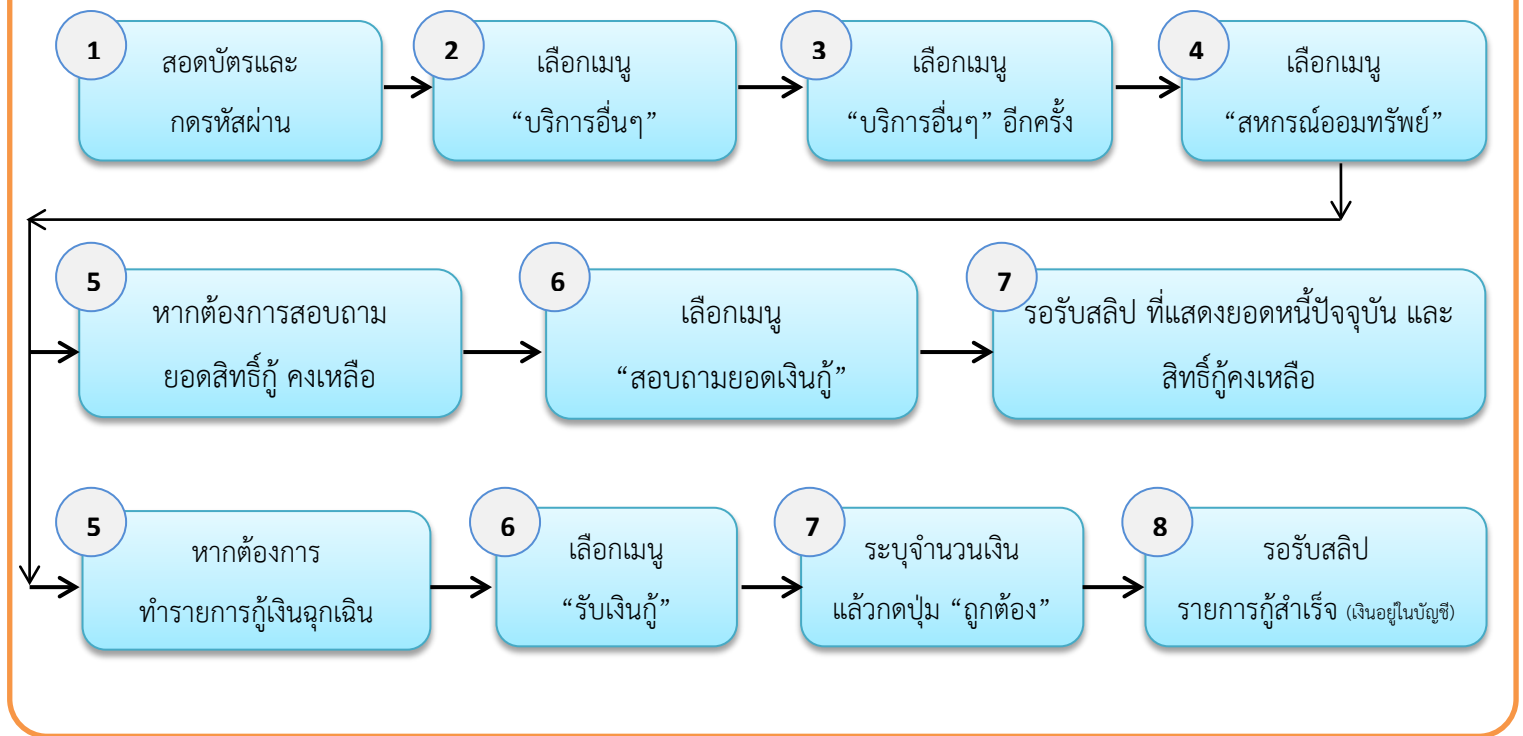 1
สอดบัตรและ
กดรหัสผ่าน
2
เลือกเมนู
“บริการอื่นๆ”
3
เลือกเมนู
“บริการอื่นๆ” อีกครั้ง
4
เลือกเมนู
“สหกรณ์ออมทรัพย์”
5
หากต้องการสอบถาม
ยอดสิทธิ์กู้ คงเหลือ
6
เลือกเมนู
“สอบถามยอดเงินกู้”
7
รอรับสลิป ที่แสดงยอดหนี้ปัจจุบัน และ
สิทธิ์กู้คงเหลือ
5
หากต้องการ
ทำรายการกู้เงินฉุกเฉิน
6
เลือกเมนู
“รับเงินกู้”
7
ระบุจำนวนเงิน
แล้วกดปุ่ม “ถูกต้อง”
8
รอรับสลิป
รายการกู้สำเร็จ (เงินอยู่ในบัญชี)